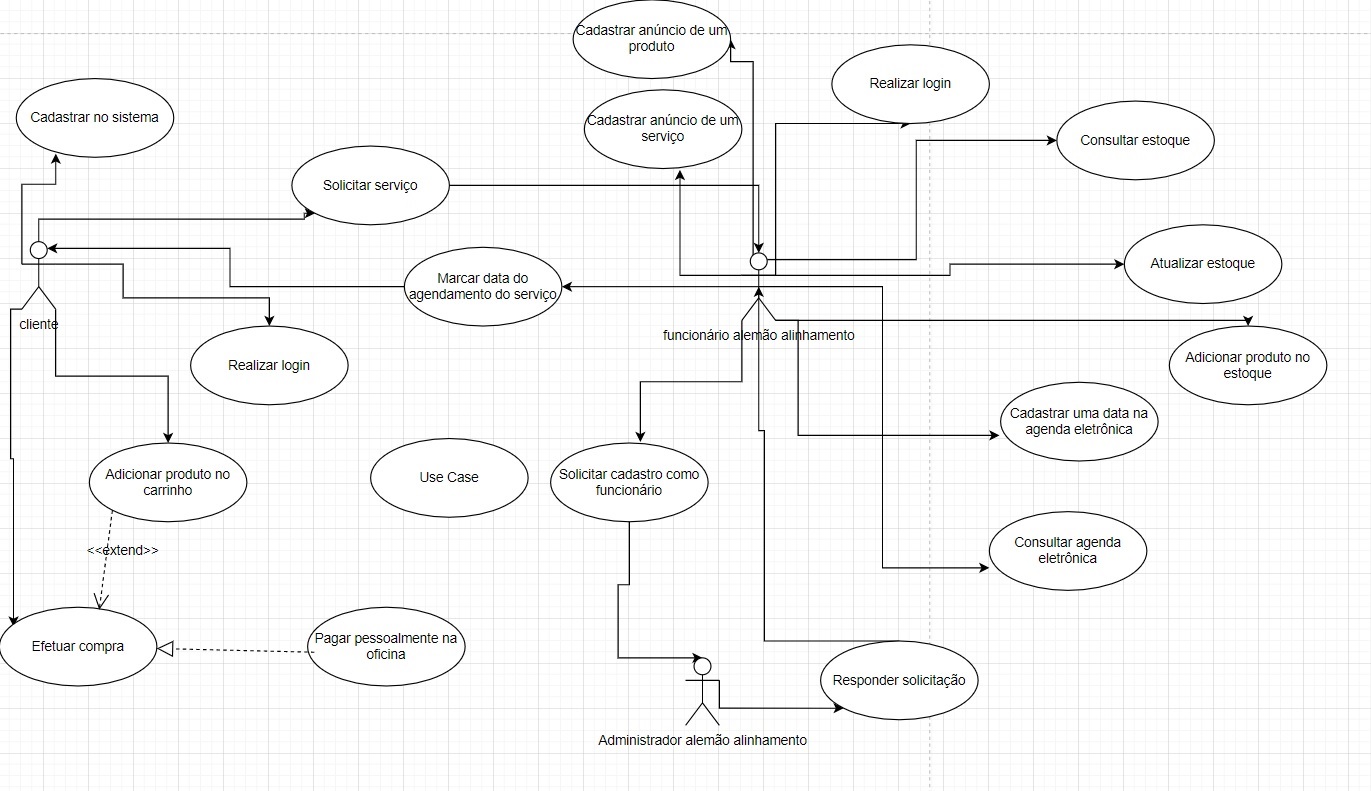 Cadastrar anúncio de um
produto
Realizar login
Cadastrar no sistema
Cadastrar anúncio de um
serviço
Consultar estoque
Solicitar serviço
Atualizar estoque
Marcar data do
agendamento do serviço
cliente
funcionário alemão alinhamento
Realizar login
Adicionar produto no
estoque
Cadastrar uma data na
agenda eletrônica
Adicionar produto no
carrinho
Use Case
Solicitar cadastro como
funcionário
<<extend>>
Consultar agenda
eletrônica
Efetuar compra
Pagar pessoalmente na
oficina
Responder solicitação
Administrador alemão alinhamento